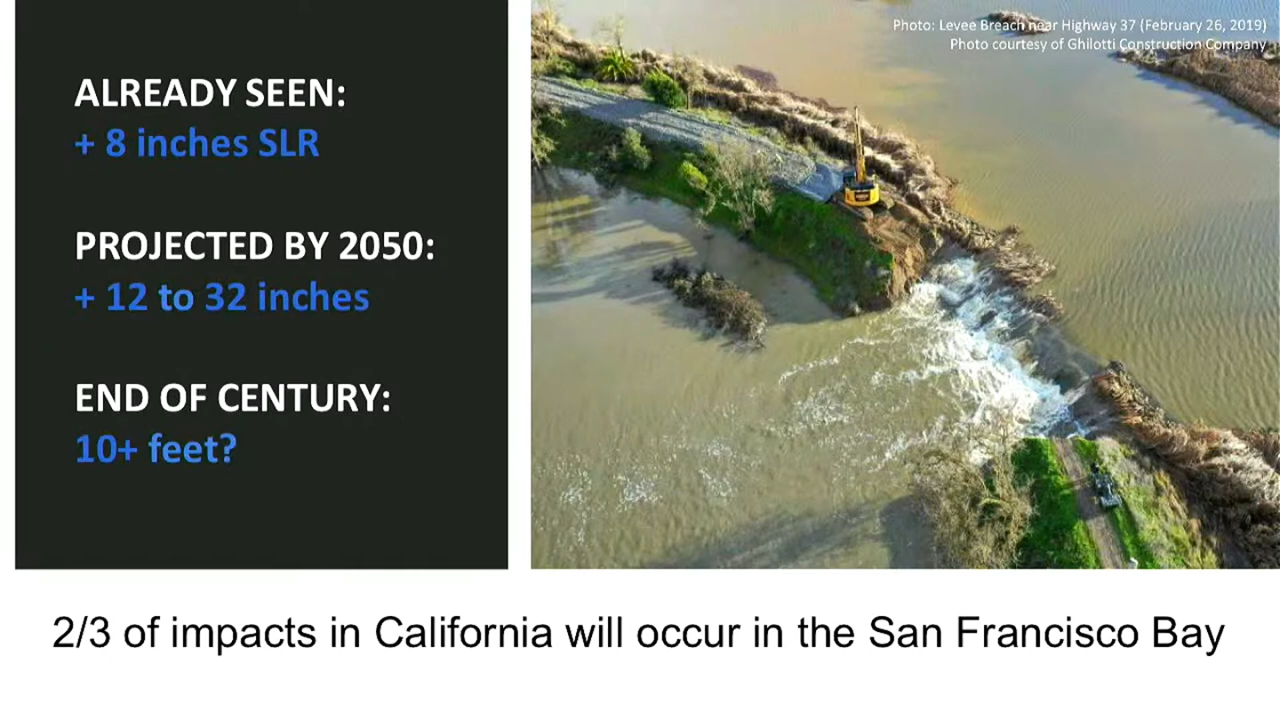 Photo: Levee Breach near Highway 37 (February 26, 2019)
Photo courtesy of Ghilotti Construction Company
ALREADY SEEN:
+ 8 inches SLR
PROJECTED BY 2050:
+ 12 to 32 inches
END OF CENTURY:
10+ feet?
2/3 of impacts in California will occur in the San Francisco Bay